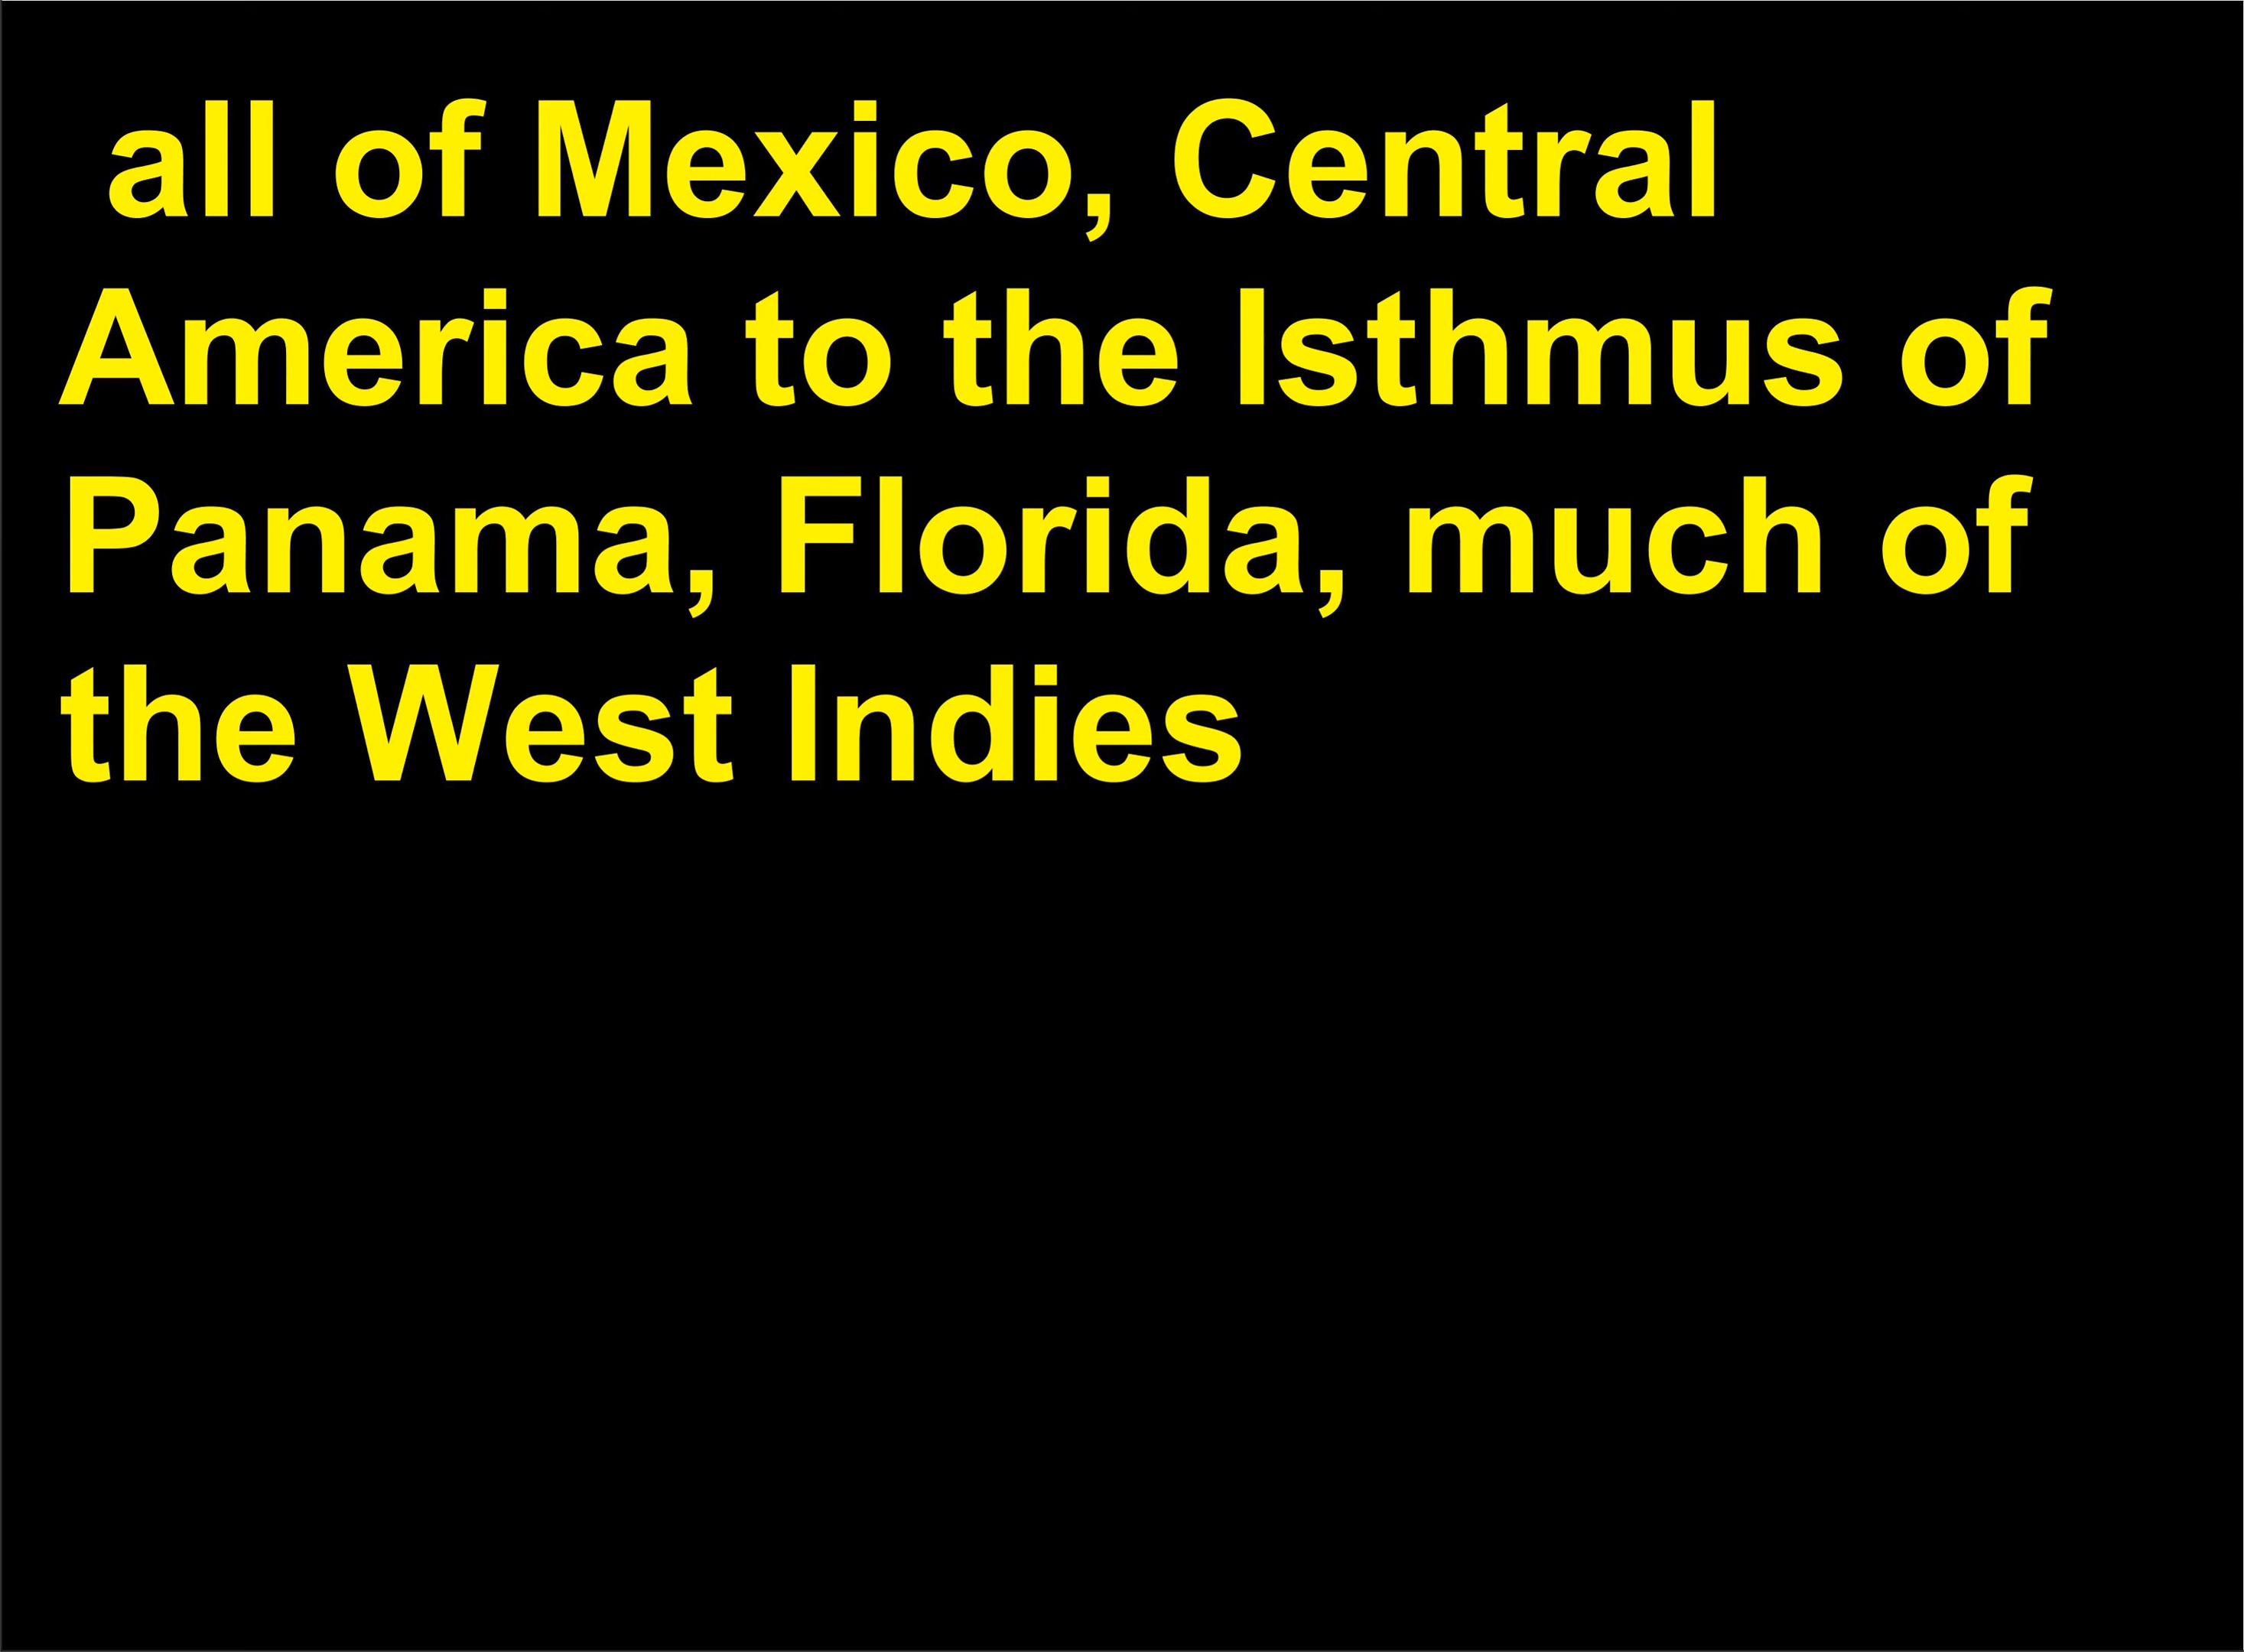 all of Mexico, Central
America to the Isthmus of
Panama, Florida, much of
the West Indies